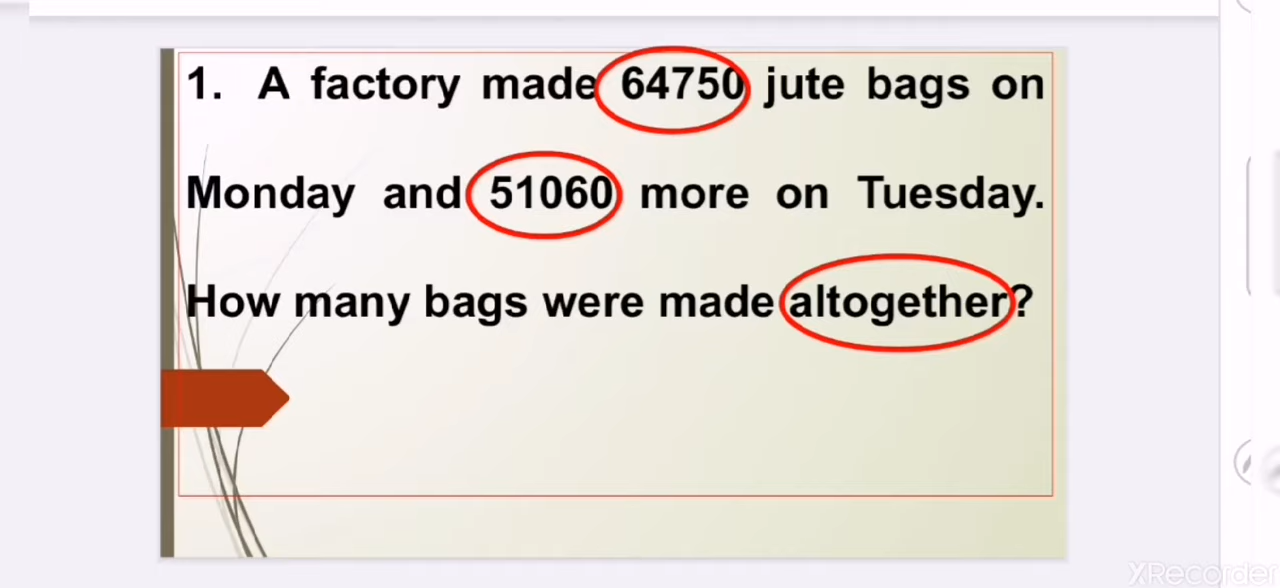 1. A factory made 64750 jute bags on
Monday and 51060 more on Tuesday.
How many bags were made altogether?
XRecorder